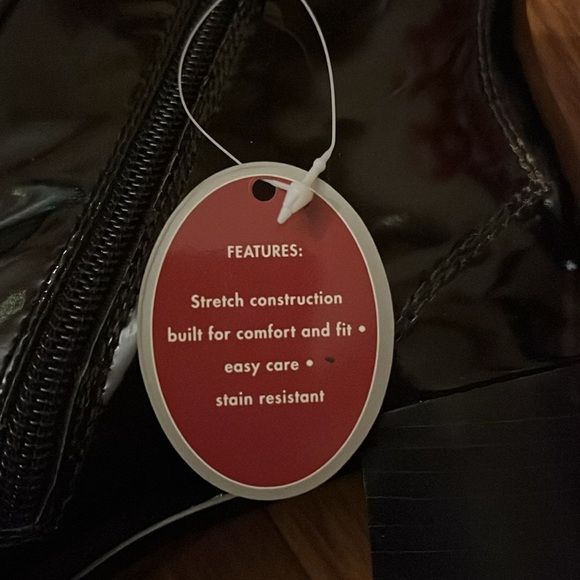 FEATURES:
Stretch construction
built for comfort and fit •
easy care •
stain resistant